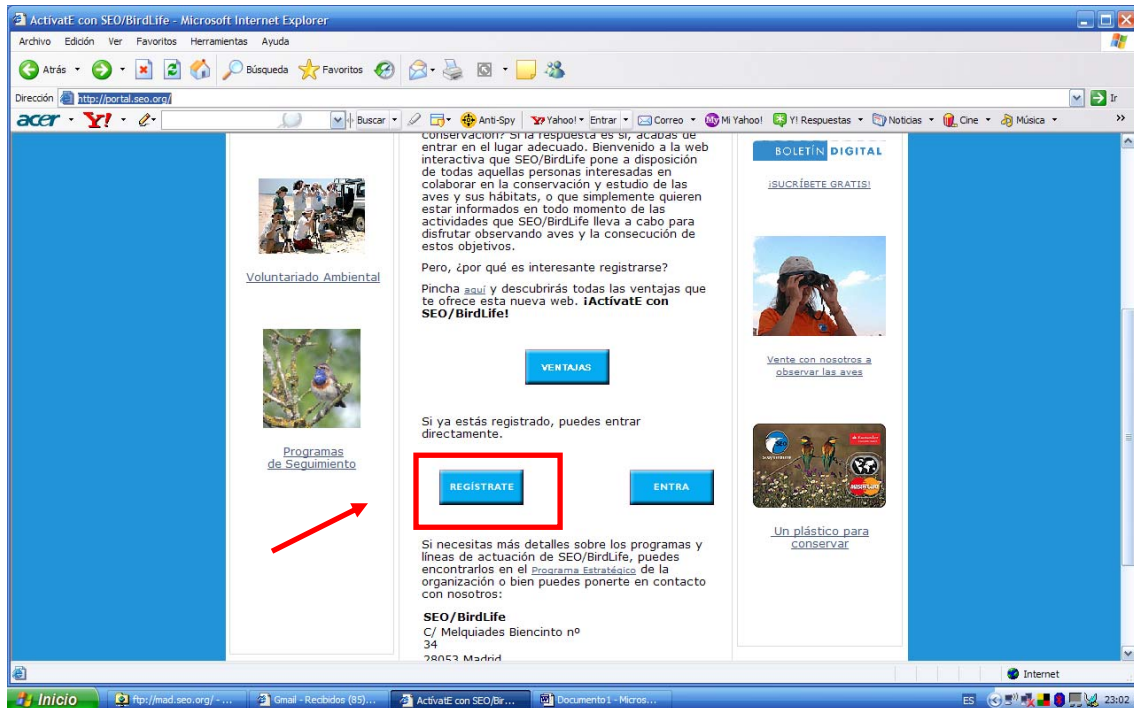 ActívatE con SEO/BirdLife - Microsoft Internet Explorer
Archivo Edición Ver Favoritos Herramientas Ayuda
Atrás Búsqueda Favoritos
Dirección http://portal.seo.org/ Ir
acer Y! Buscar Anti-Spy Yahoo! Entrar Correo Mi Yahoo! Y! Respuestas Noticias Cine Música
Voluntariado Ambiental
Programas
de Seguimiento
conservación? Si la respuesta es sí, acabas de
entrar en el lugar adecuado. Bienvenido a la web
interactiva que SEO/BirdLife pone a disposición
de todas aquellas personas interesadas en
colaborar en la conservación y estudio de las
aves y sus hábitats, o que simplemente quieren
estar informados en todo momento de las
actividades que SEO/BirdLife lleva a cabo para
disfrutar observando aves y la consecución de
estos objetivos.
Pero, ¿por qué es interesante registrarse?
Pincha aquí y descubrirás todas las ventajas que
te ofrece esta nueva web. ¡ActívatE con
SEO/BirdLife!
VENTAJAS
Si ya estás registrado, puedes entrar
directamente.
REGÍSTRATE ENTRA
Si necesitas más detalles sobre los programas y
líneas de actuación de SEO/BirdLife, puedes
encontrarlos en el Programa Estratégico de la
organización o bien puedes ponerte en contacto
con nosotros:
SEO/BirdLife
C/ Melquiades Biencinto nº
34
28053 Madrid
BOLETÍN DIGITAL
¡SUCRÍBETE GRATIS!
Vente con nosotros a
observar las aves
SEO
MasterCard
Un plástico para
conservar
Internet
Inicio ftp://mad.seo.org/ - ... Gmail - Recibidos (85)... ActívatE con SEO/Bir... Documento1 - Micros... ES 23:02